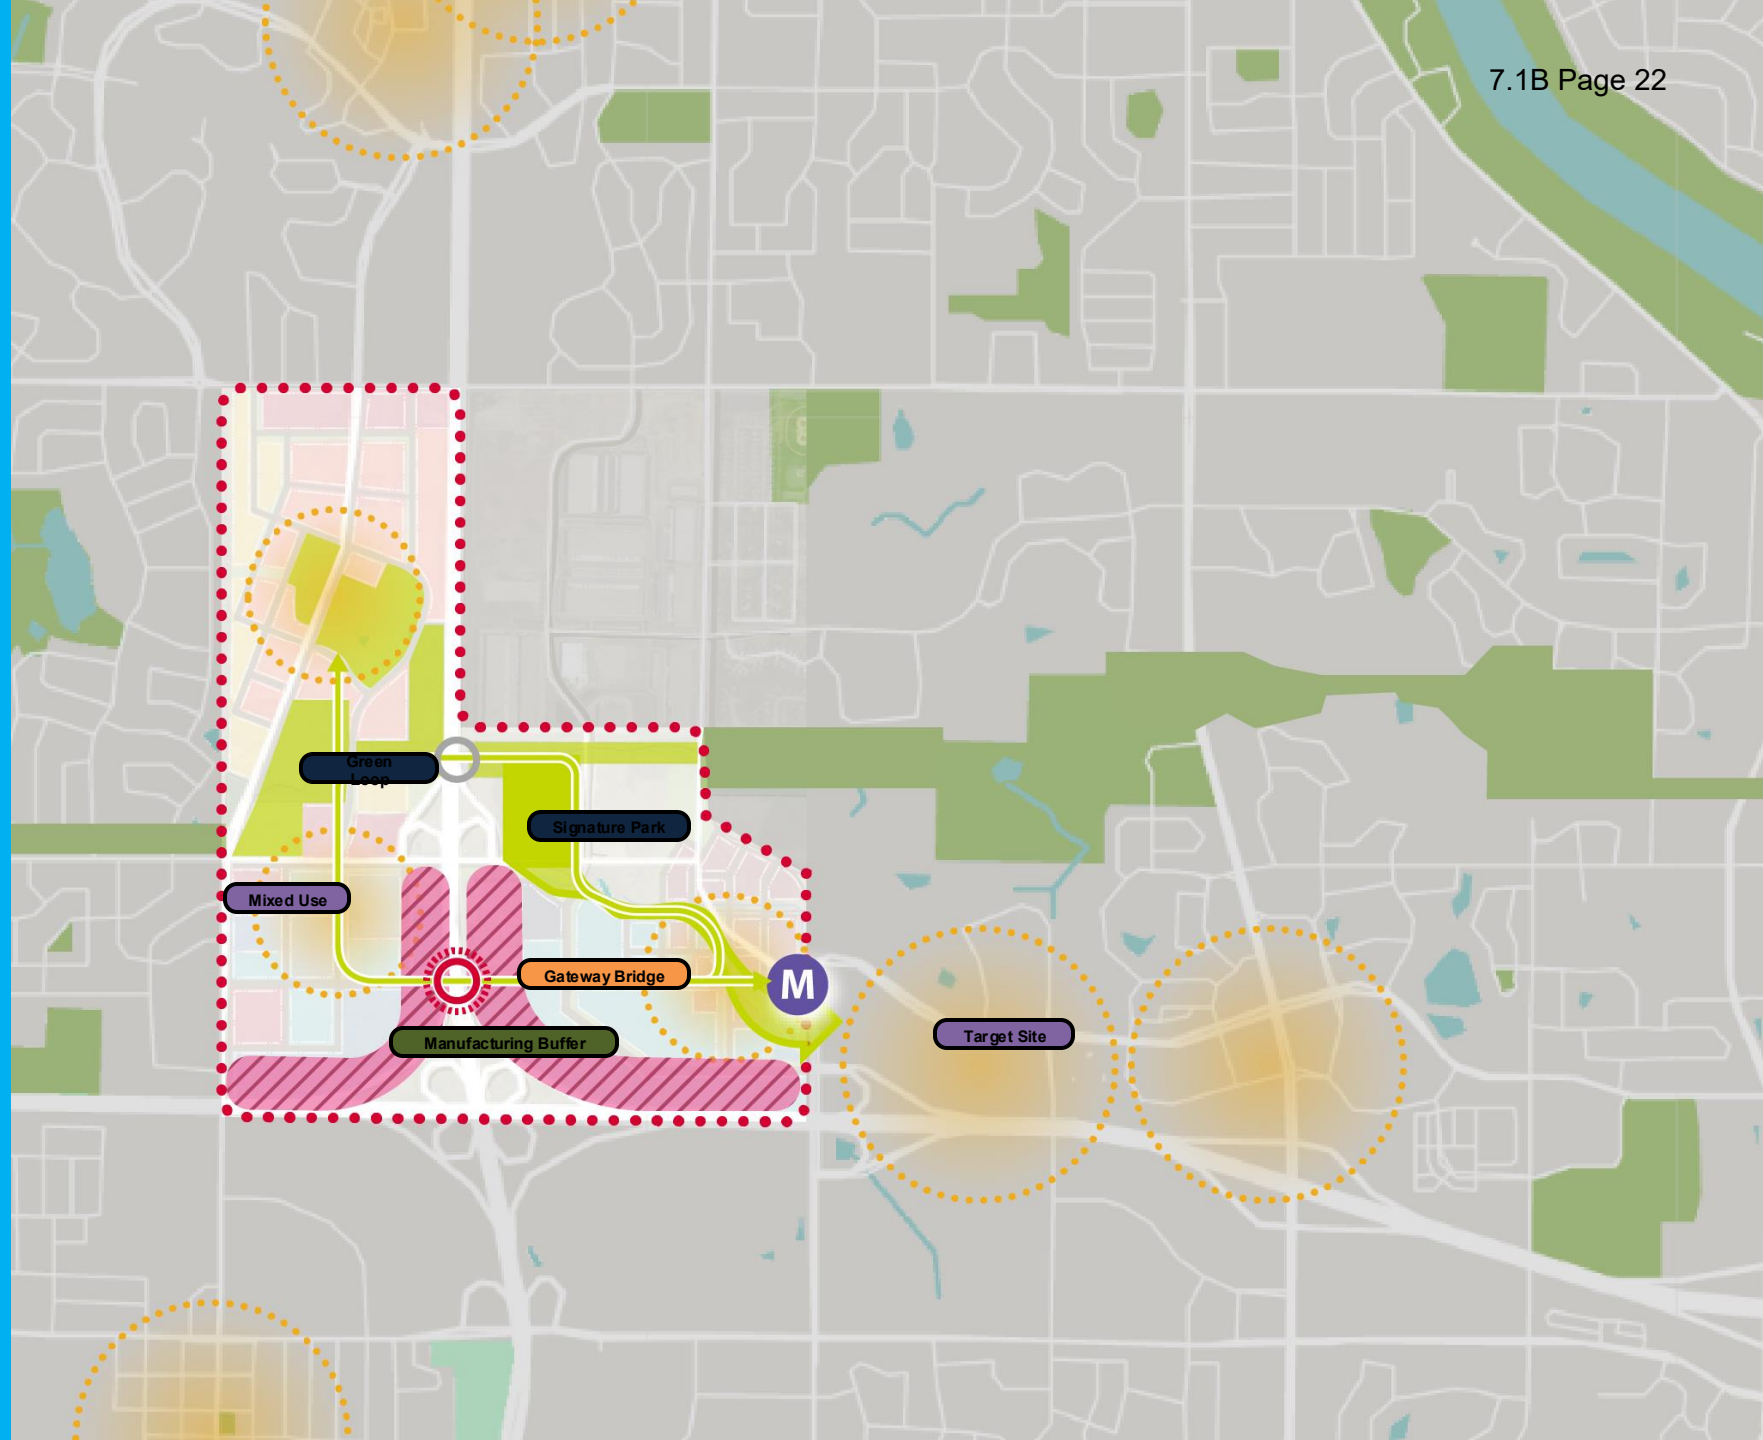 7.1B Page 22
Green
Loop
Signature Park
Mixed Use
Gateway Bridge
M
Target Site
Manufacturing Buffer